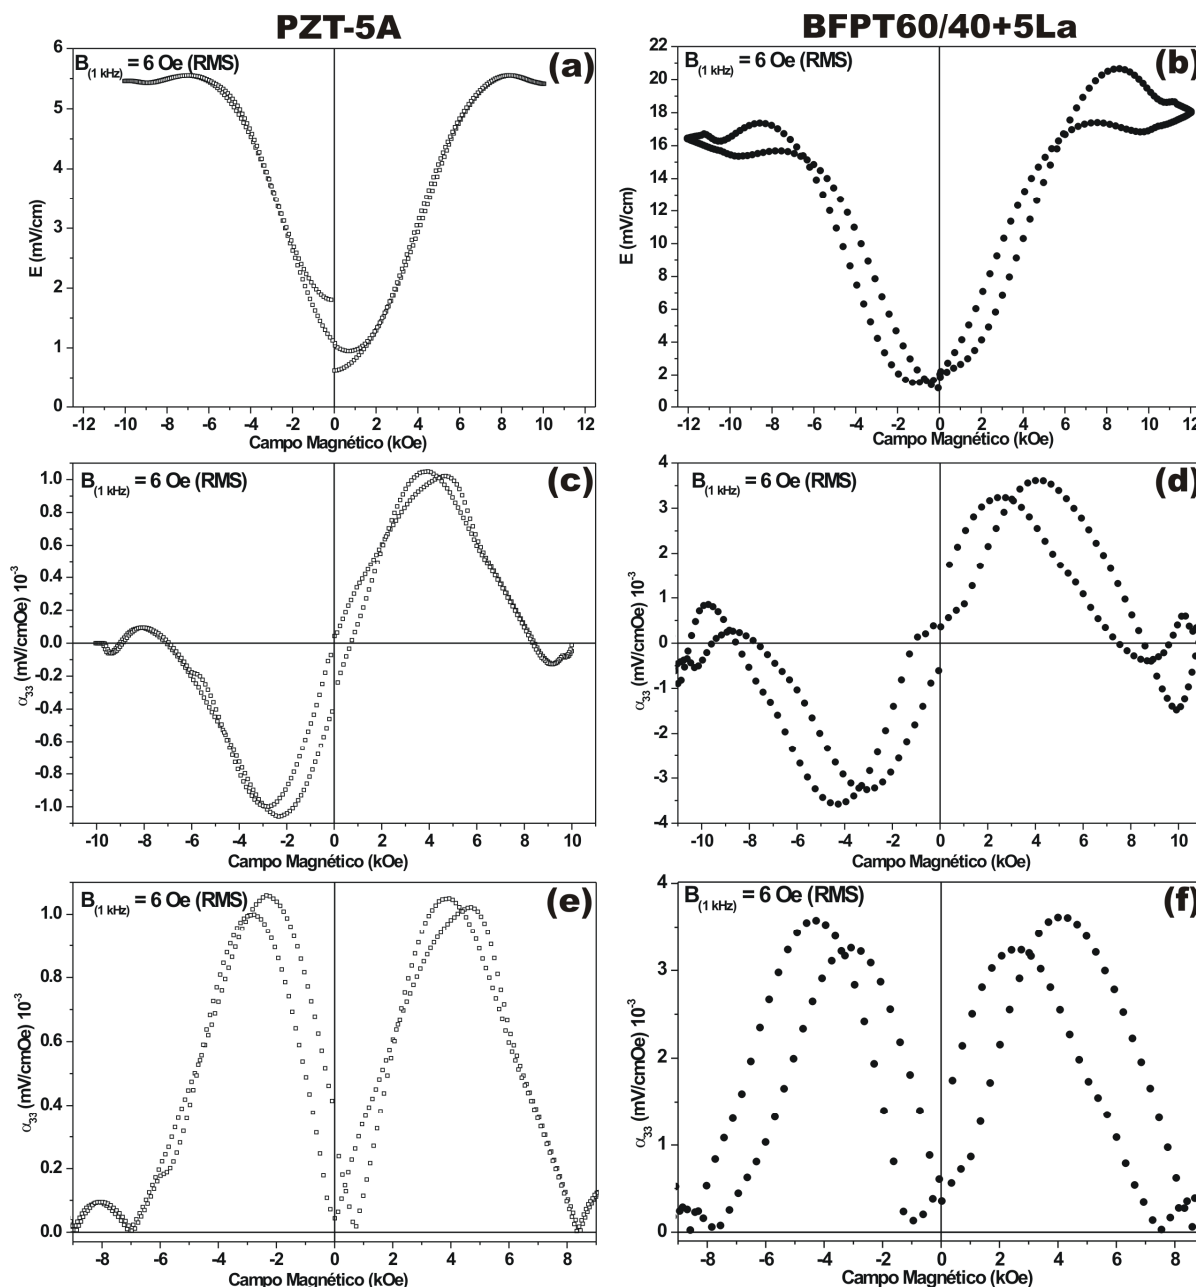 PZT-5A
BFPT60/40+5La
B(1 kHz) = 6 Oe (RMS)
(a)
6
5
4
3
2
1
0
E (mV/cm)
-12 -10 -8 -6 -4 -2 0 2 4 6 8 10 12
Campo Magnético (kOe)
B(1 kHz) = 6 Oe (RMS)
(b)
22
20
18
16
14
12
10
8
6
4
2
0
E (mV/cm)
-12 -10 -8 -6 -4 -2 0 2 4 6 8 10 12
Campo Magnético (kOe)
B(1 kHz) = 6 Oe (RMS)
(c)
1.0
0.8
0.6
0.4
0.2
0.0
-0.2
-0.4
-0.6
-0.8
-1.0
α33 (mV/cmOe) 10-3
-10 -8 -6 -4 -2 0 2 4 6 8 10
Campo Magnético (kOe)
B(1 kHz) = 6 Oe (RMS)
(d)
4
3
2
1
0
-1
-2
-3
-4
α33 (mV/cmOe) 10-3
-10 -8 -6 -4 -2 0 2 4 6 8 10
Campo Magnético (kOe)
B(1 kHz) = 6 Oe (RMS)
(e)
1.0
0.8
0.6
0.4
0.2
0.0
α33 (mV/cmOe) 10-3
-8 -6 -4 -2 0 2 4 6 8
Campo Magnético (kOe)
B(1 kHz) = 6 Oe (RMS)
(f)
4
3
2
1
0
α33 (mV/cmOe) 10-3
-8 -6 -4 -2 0 2 4 6 8
Campo Magnético (kOe)